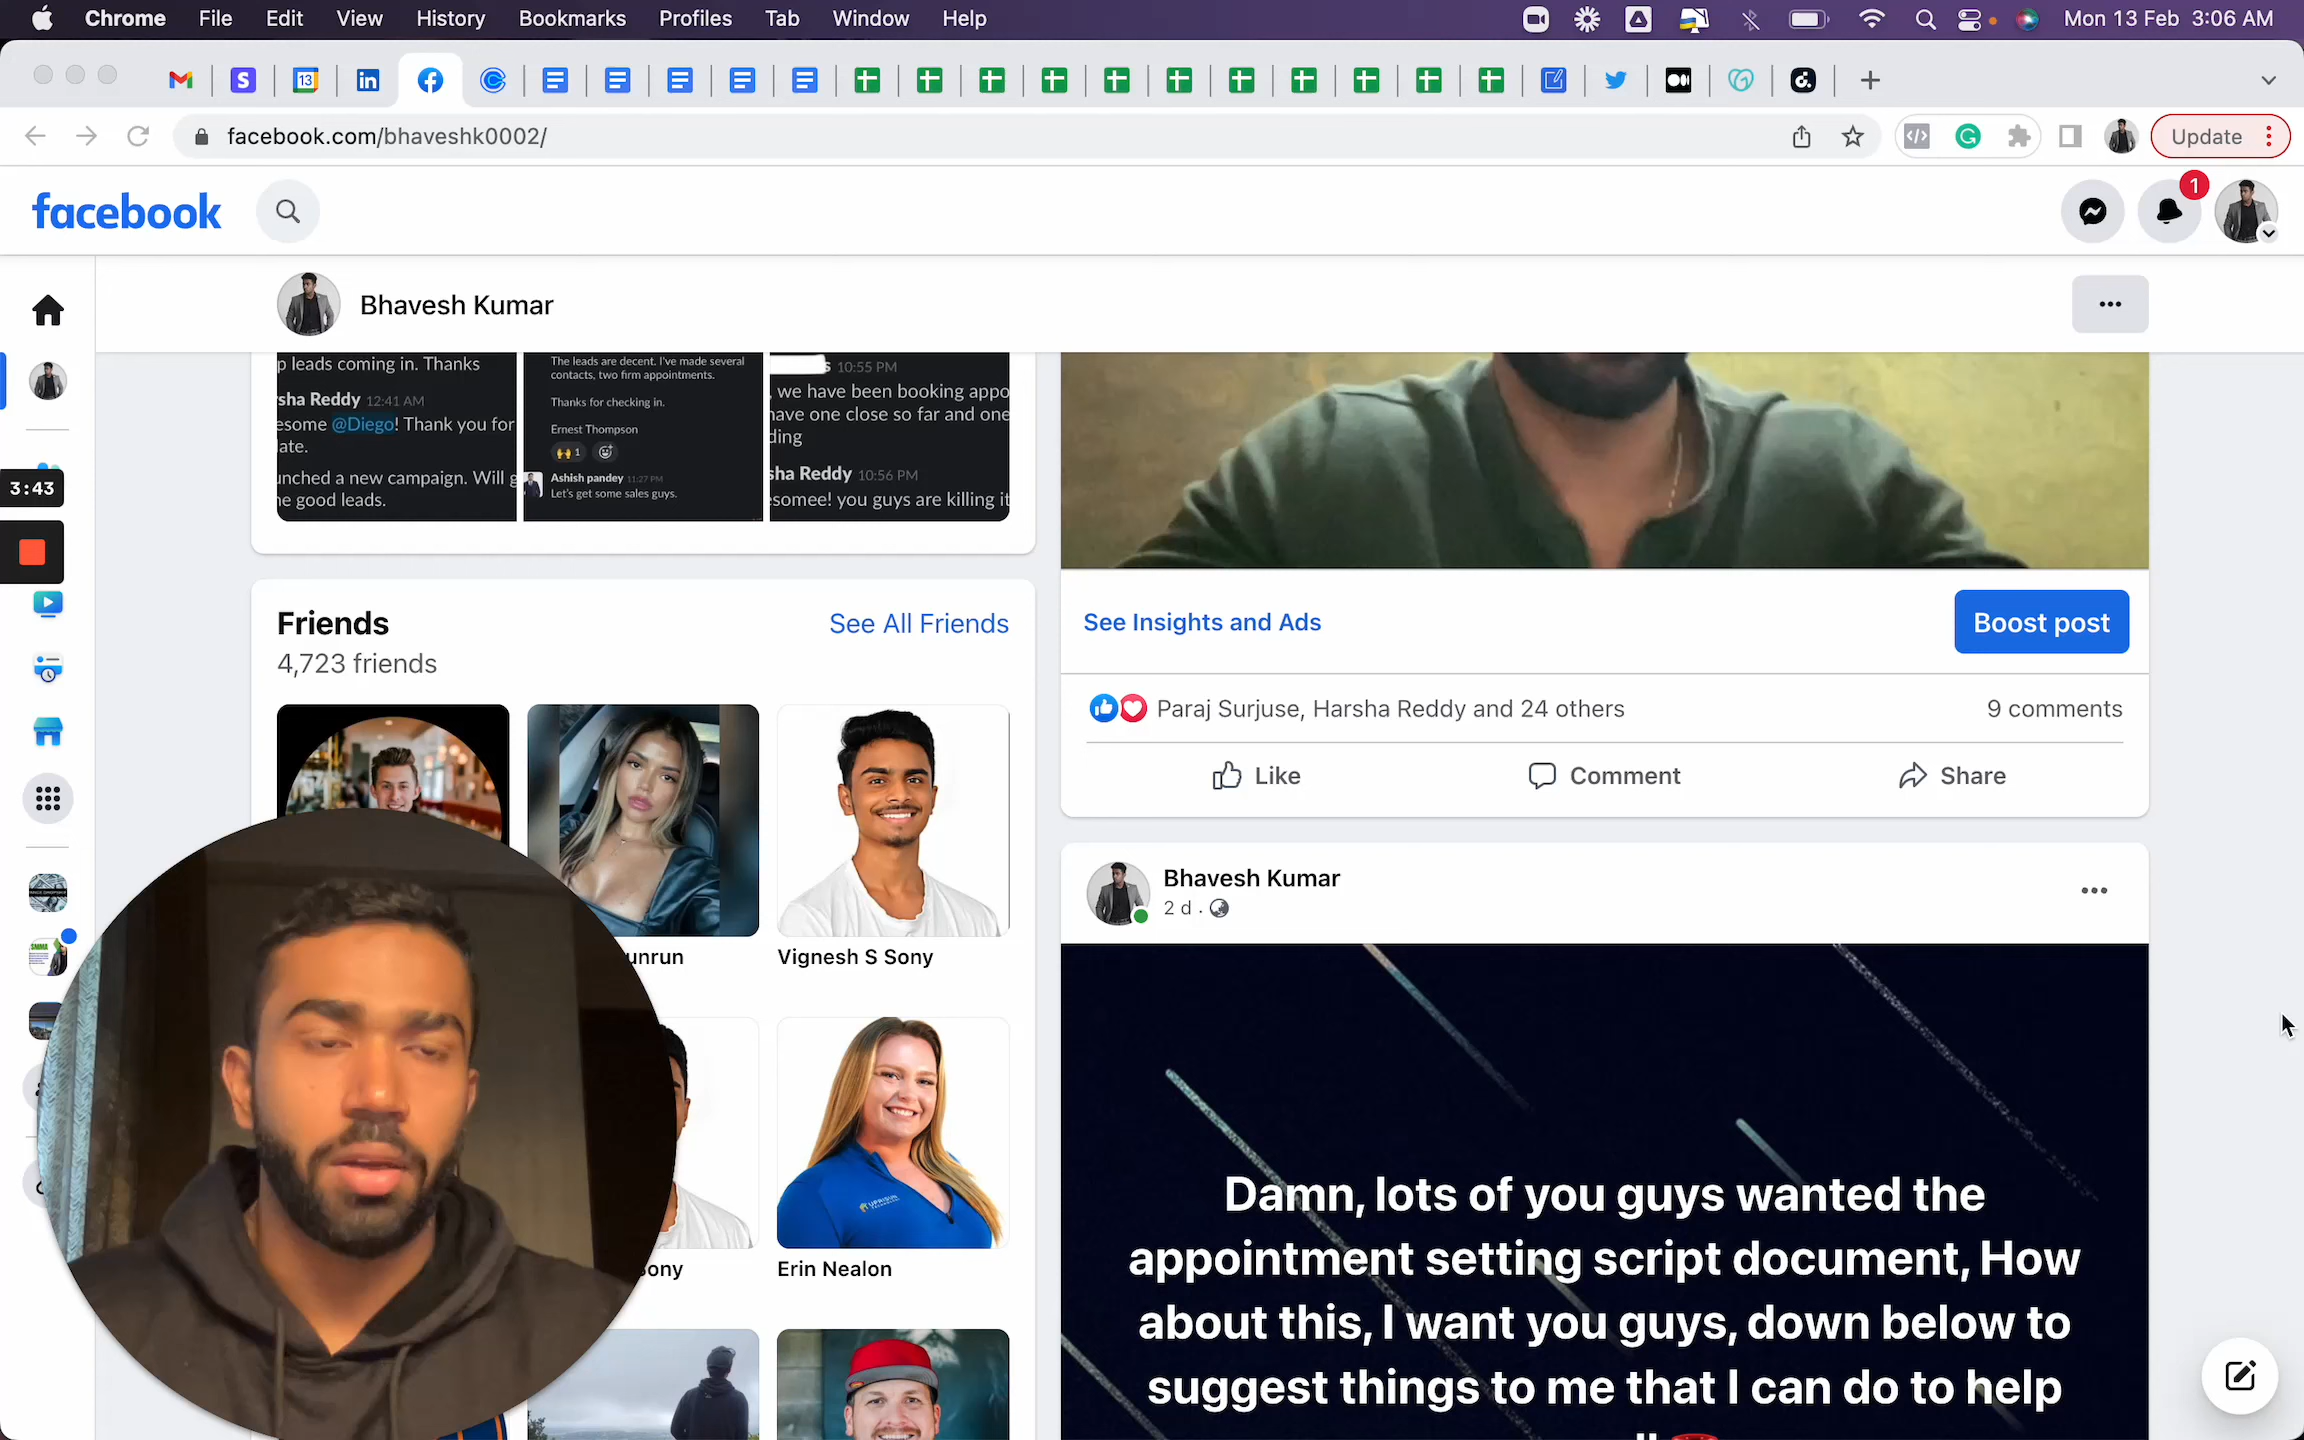 Chrome File Edit View History Bookmarks Profiles Tab Window Help Mon 13 Feb 3:06 AM
13
facebook.com/bhaveshk0002/
Update
facebook
1
Bhavesh Kumar
p leads coming in. Thanks
sha Reddy 12:41 AM
esome @Diego! Thank you for
late.
unched a new campaign. Will g
ne good leads.
The leads are decent. I've made several
contacts, two firm appointments.
Thanks for checking in.
Ernest Thompson
1
Ashish pandey 11:27 PM
Let's get some sales guys.
s 10:55 PM
, we have been booking appo
have one close so far and one
ding
sha Reddy 10:56 PM
somee! you guys are killing it
3:43
See Insights and Ads
Boost post
Friends
See All Friends
4,723 friends
Paraj Surjuse, Harsha Reddy and 24 others
9 comments
Like
Comment
Share
unrun
Vignesh S Sony
Bhavesh Kumar
2 d
ony
Erin Nealon
Damn, lots of you guys wanted the
appointment setting script document, How
about this, I want you guys, down below to
suggest things to me that I can do to help